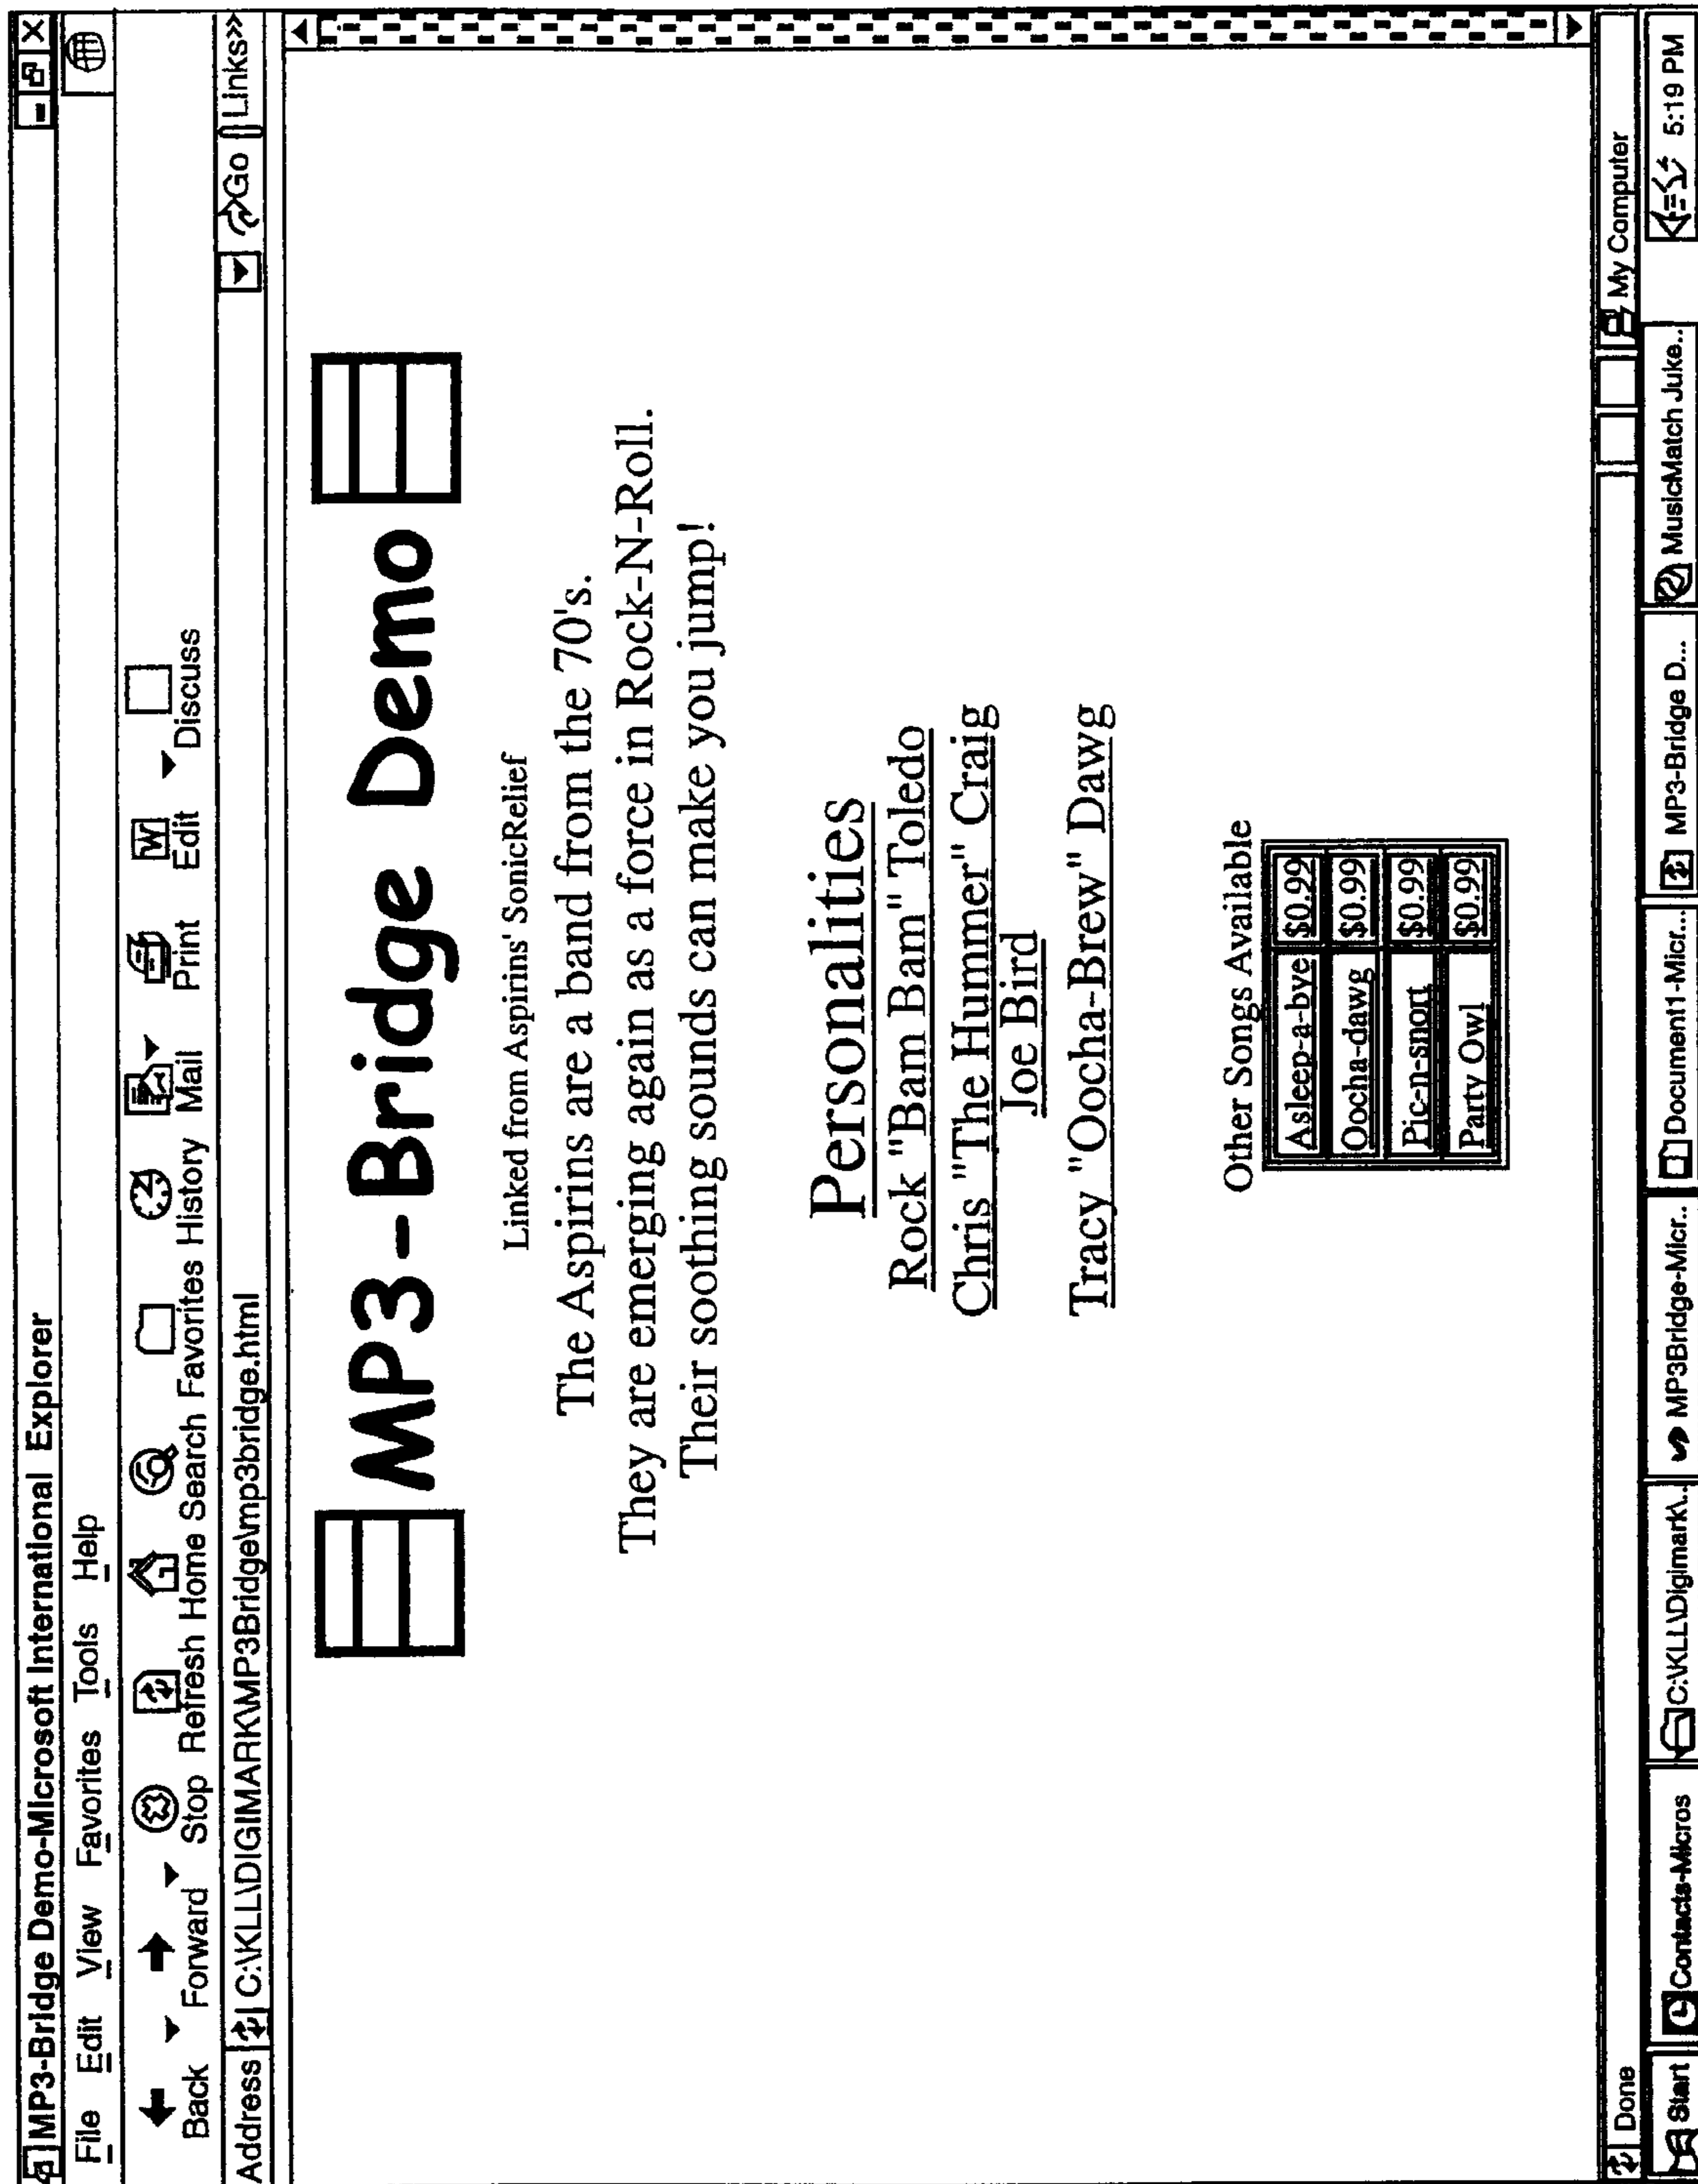 MP3-Bridge Demo-Microsoft International Explorer
File Edit View Favorites Tools Help
Back Forward Stop Refresh Home Search Favorites History Mail Print Edit Discuss
Address C:\KLL\DIGIMARK\MP3Bridge\mp3bridge.html Go Links»
MP3-Bridge Demo
Linked from Aspirins' SonicRelief
The Aspirins are a band from the 70's.
They are emerging again as a force in Rock-N-Roll.
Their soothing sounds can make you jump!
Personalities
Rock "Bam Bam" Toledo
Chris "The Hummer" Craig
Joe Bird
Tracy "Oocha-Brew" Dawg
Other Songs Available
Asleep-a-bye $0.99
Oocha-dawg $0.99
Pic-n-snort $0.99
Party Owl $0.99
Done My Computer
Start Contacts-Micros C:\KLL\Digimark\.. MP3Bridge-Micr.. Document1-Micr... MP3-Bridge D... MusicMatch Juke.. 5:19 PM